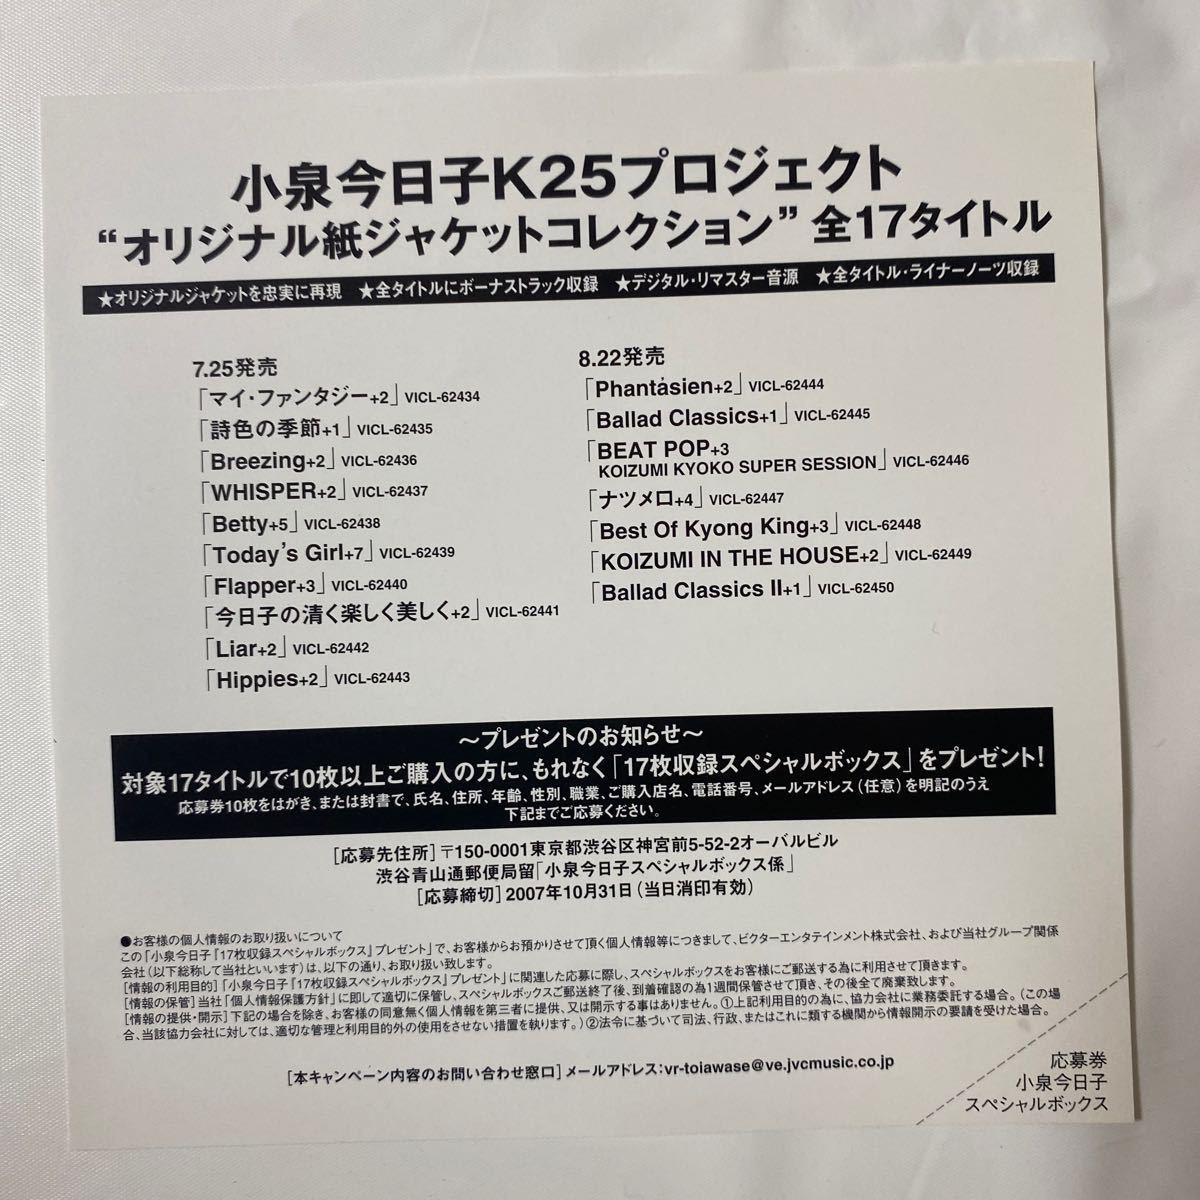 小泉今日子K25プロジェクト
“オリジナル紙ジャケットコレクション” 全17タイトル
★オリジナルジャケットを忠実に再現 ★全タイトルにボーナストラック収録 ★デジタル・リマスター音源 ★全タイトル・ライナーノーツ収録
7.25発売
「マイ・ファンタジー+2」VICL-62434
「詩色の季節+1」VICL-62435
「Breezing+2」VICL-62436
「WHISPER+2」VICL-62437
「Betty+5」VICL-62438
「Today's Girl+7」VICL-62439
「Flapper+3」VICL-62440
「今日子の清く楽しく美しく+2」VICL-62441
「Liar+2」VICL-62442
「Hippies+2」VICL-62443
8.22発売
「Phantásien+2」VICL-62444
「Ballad Classics+1」VICL-62445
「BEAT POP+3
KOIZUMI KYOKO SUPER SESSION」VICL-62446
「ナツメロ+4」VICL-62447
「Best Of Kyong King+3」VICL-62448
「KOIZUMI IN THE HOUSE+2」VICL-62449
「Ballad Classics II+1」VICL-62450
～プレゼントのお知らせ～
対象17タイトルで10枚以上ご購入の方に、もれなく「17枚収録スペシャルボックス」をプレゼント!
応募券10枚をはがき、または封書で、氏名、住所、年齢、性別、職業、ご購入店名、電話番号、メールアドレス(任意)を明記のうえ
下記までご応募ください。
[応募先住所]〒150-0001東京都渋谷区神宮前5-52-2オーバルビル
渋谷青山通郵便局留「小泉今日子スペシャルボックス係」
[応募締切]2007年10月31日(当日消印有効)
●お客様の個人情報のお取り扱いについて
この「小泉今日子『17枚収録スペシャルボックス』プレゼント」で、お客様からお預かりさせて頂く個人情報等につきまして、ビクターエンタテインメント株式会社、および当社グループ関係
会社(以下総称して当社といいます)は、以下の通り、お取り扱い致します。
[情報の利用目的]「小泉今日子『17枚収録スペシャルボックス』プレゼント」に関連した応募に際し、スペシャルボックスをお客様にご郵送する為に利用させて頂きます。
[情報の保管]当社「個人情報保護方針」に即して適切に保管し、スペシャルボックスご郵送終了後、到着確認の為1週間保管させて頂き、その後全て廃棄致します。
[情報の提供・開示]下記の場合を除き、お客様の同意無く個人情報を第三者に提供、又は開示する事はありません。①上記利用目的の為に、協力会社に業務委託する場合。(この場
合、当該協力会社に対しては、適切な管理と利用目的外の使用をさせない措置を執ります。)②法令に基づいて司法、行政、またはこれに類する機関から情報開示の要請を受けた場合。
[本キャンペーン内容のお問い合わせ窓口]メールアドレス:vr-toiawase@ve.jvcmusic.co.jp
応募券
小泉今日子
スペシャルボックス